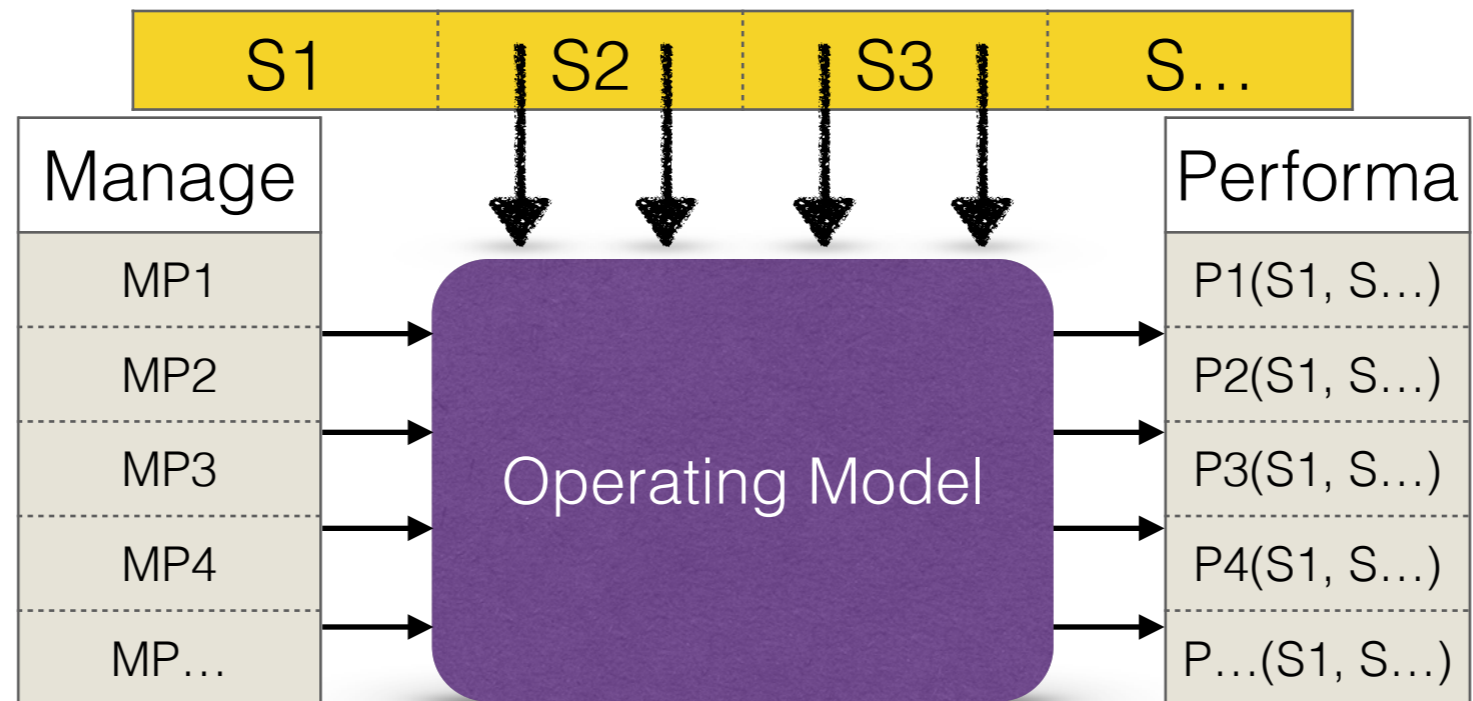 S1 S2 S3 S…
Manage
MP1
MP2
MP3
MP4
MP…
Operating Model
Performa
P1(S1, S…)
P2(S1, S…)
P3(S1, S…)
P4(S1, S…)
P…(S1, S…)